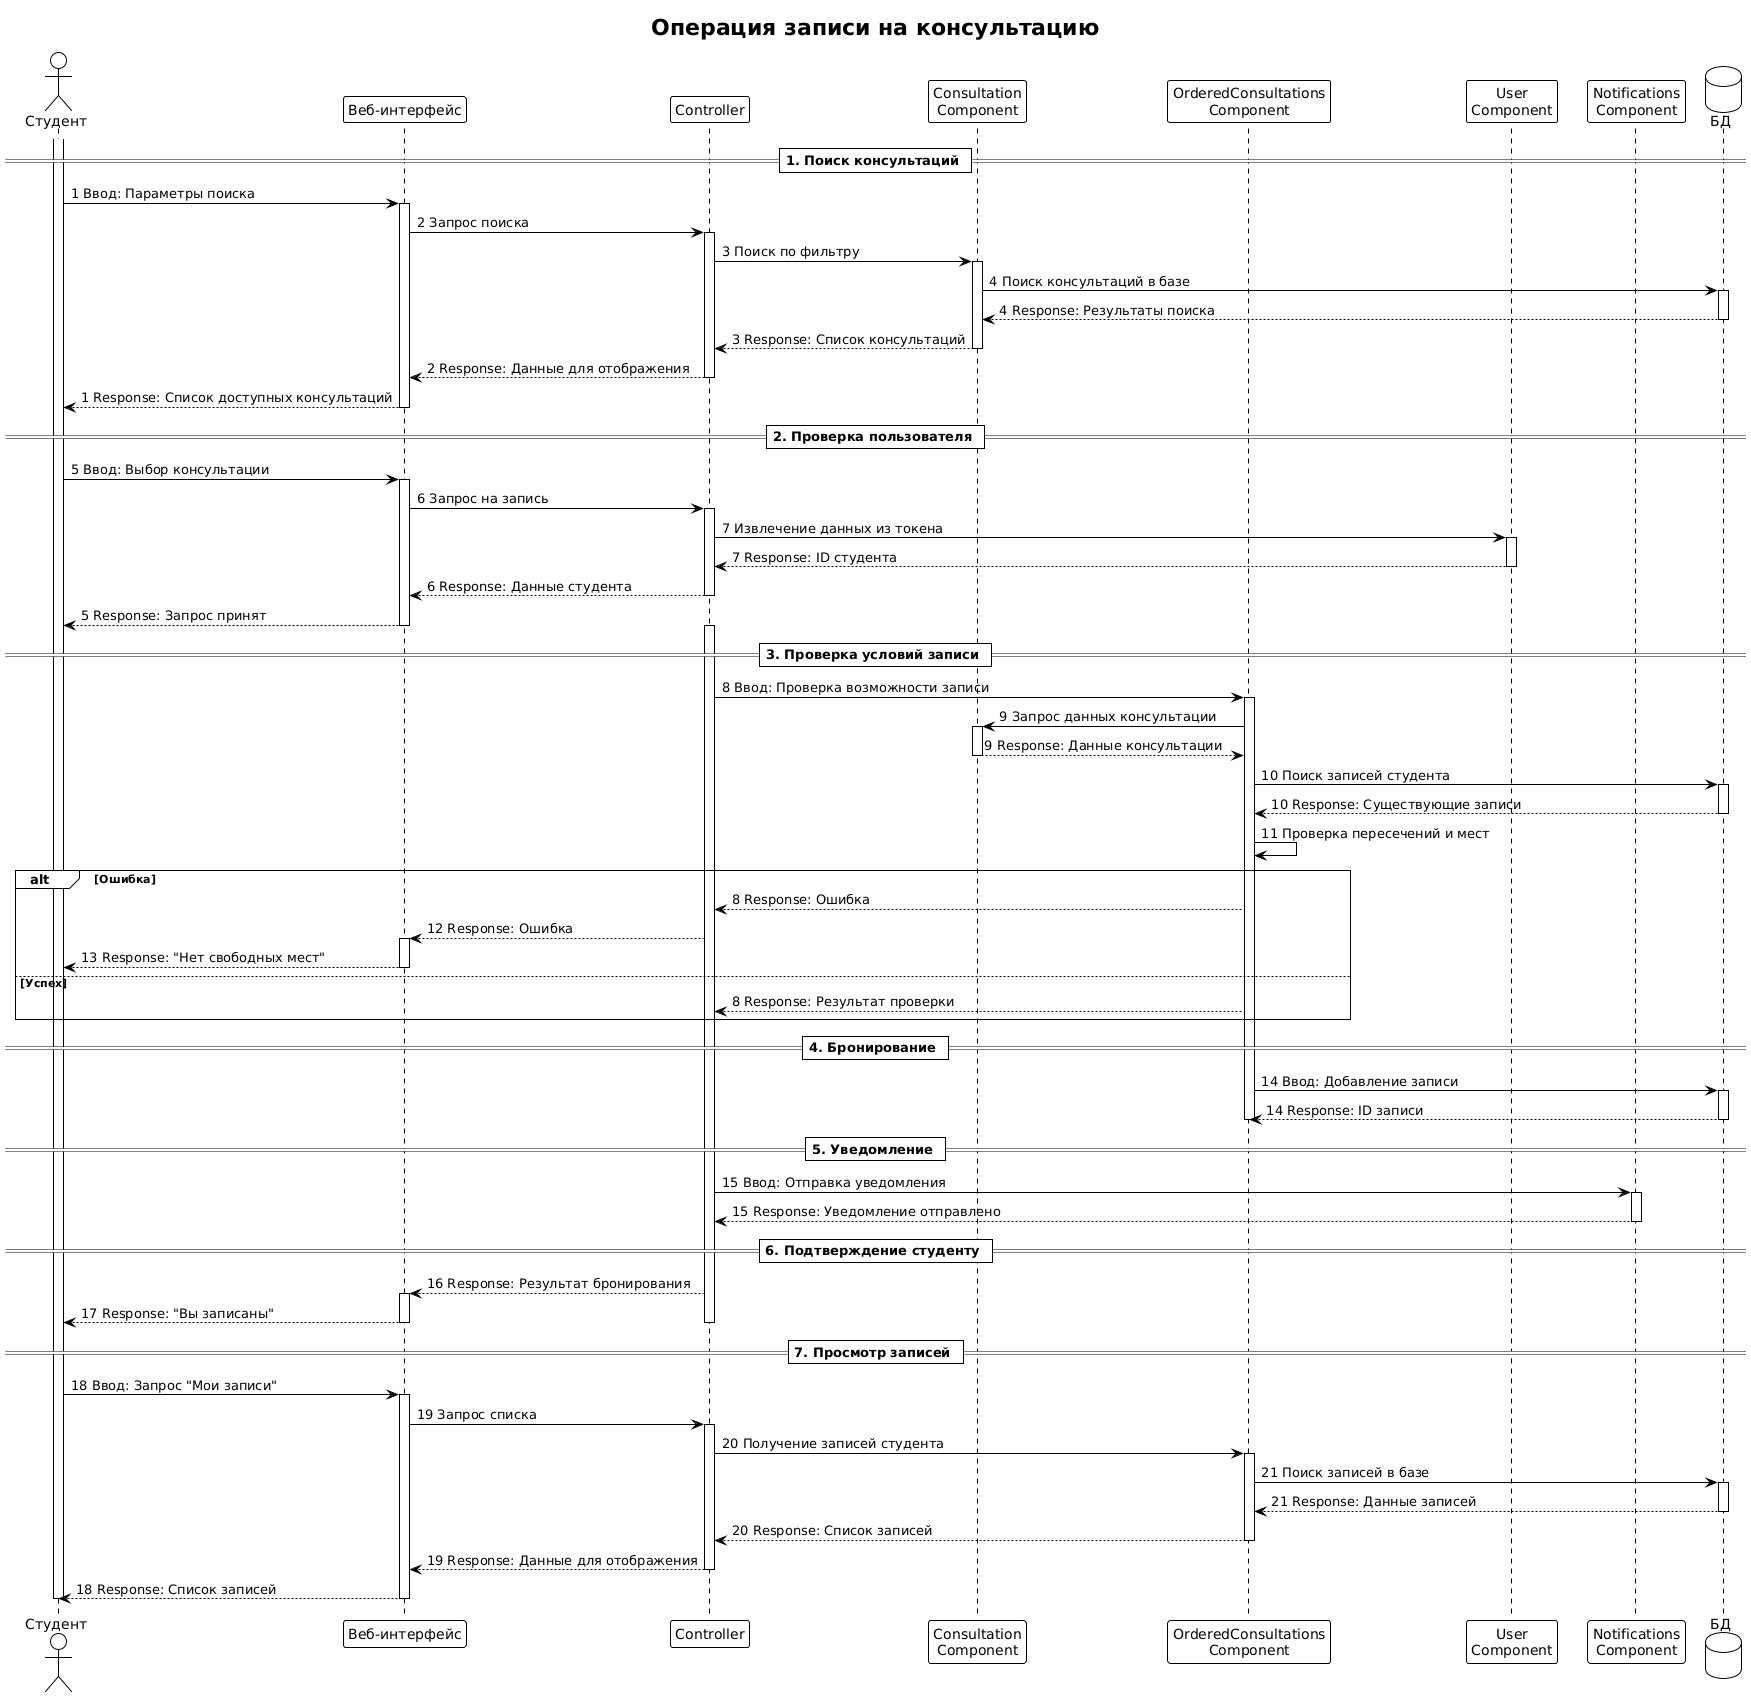 Операция записи на консультацию
Студент
Веб-интерфейс
Controller
Consultation
Component
OrderedConsultations
Component
User
Component
Notifications
Component
БД
1. Поиск консультаций
1 Ввод: Параметры поиска
2 Запрос поиска
3 Поиск по фильтру
4 Поиск консультаций в базе
4 Response: Результаты поиска
3 Response: Список консультаций
2 Response: Данные для отображения
1 Response: Список доступных консультаций
2. Проверка пользователя
5 Ввод: Выбор консультации
6 Запрос на запись
7 Извлечение данных из токена
7 Response: ID студента
6 Response: Данные студента
5 Response: Запрос принят
3. Проверка условий записи
8 Ввод: Проверка возможности записи
9 Запрос данных консультации
9 Response: Данные консультации
10 Поиск записей студента
10 Response: Существующие записи
11 Проверка пересечений и мест
alt
[Ошибка]
8 Response: Ошибка
12 Response: Ошибка
13 Response: "Нет свободных мест"
[Успех]
8 Response: Результат проверки
4. Бронирование
14 Ввод: Добавление записи
14 Response: ID записи
5. Уведомление
15 Ввод: Отправка уведомления
15 Response: Уведомление отправлено
6. Подтверждение студенту
16 Response: Результат бронирования
17 Response: "Вы записаны"
7. Просмотр записей
18 Ввод: Запрос "Мои записи"
19 Запрос списка
20 Получение записей студента
21 Поиск записей в базе
21 Response: Данные записей
20 Response: Список записей
19 Response: Данные для отображения
18 Response: Список записей
Студент
Веб-интерфейс
Controller
Consultation
Component
OrderedConsultations
Component
User
Component
Notifications
Component
БД